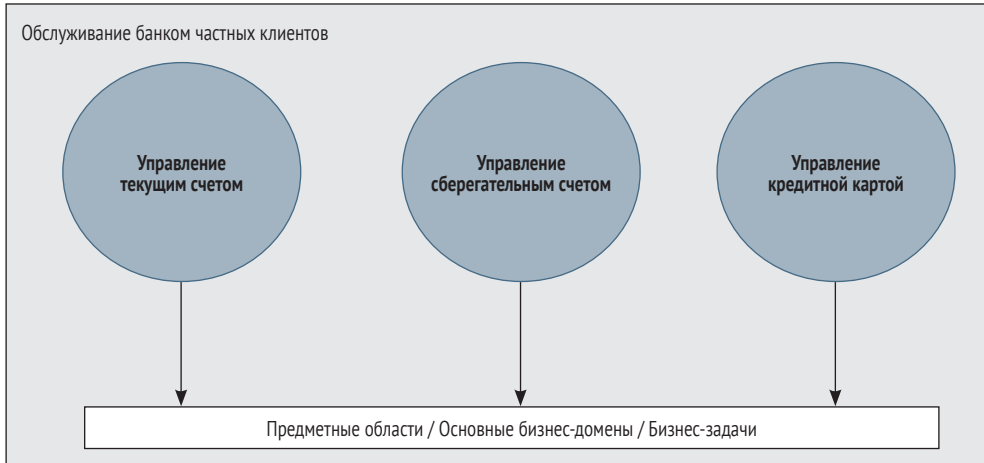 Обслуживание банком частных клиентов
Управление
текущим счетом
Управление
сберегательным счетом
Управление
кредитной картой
Предметные области / Основные бизнес-домены / Бизнес-задачи